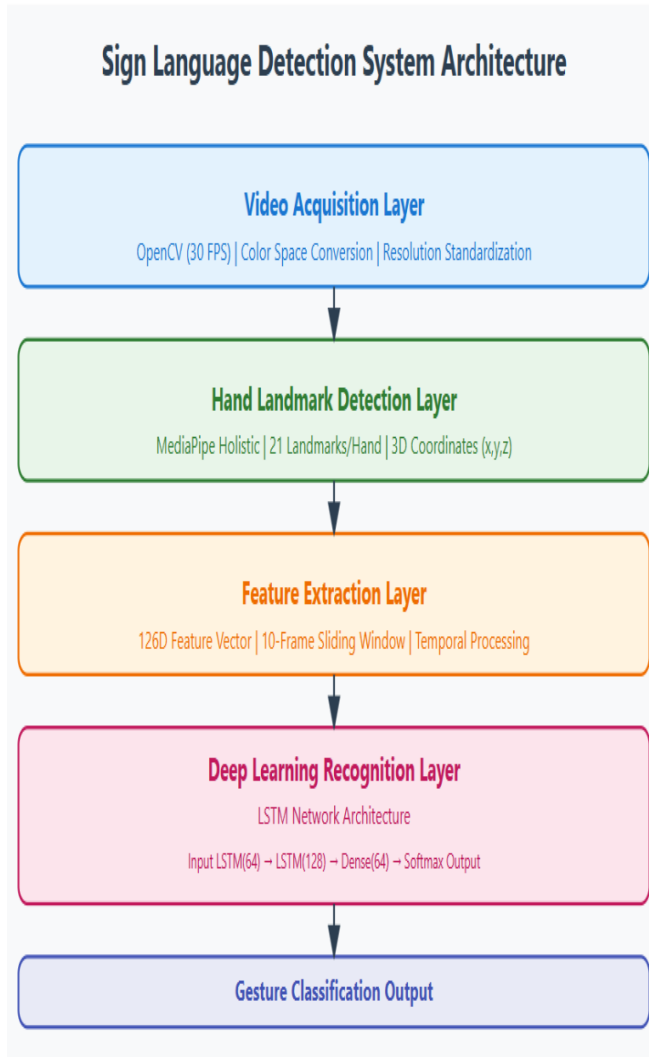 Sign Language Detection System Architecture
Video Acquisition Layer
OpenCV (30 FPS) | Color Space Conversion | Resolution Standardization
Hand Landmark Detection Layer
MediaPipe Holistic | 21 Landmarks/Hand | 3D Coordinates (x,y,z)
Feature Extraction Layer
126D Feature Vector | 10-Frame Sliding Window | Temporal Processing
Deep Learning Recognition Layer
LSTM Network Architecture
Input LSTM(64) → LSTM(128) → Dense(64) → Softmax Output
Gesture Classification Output